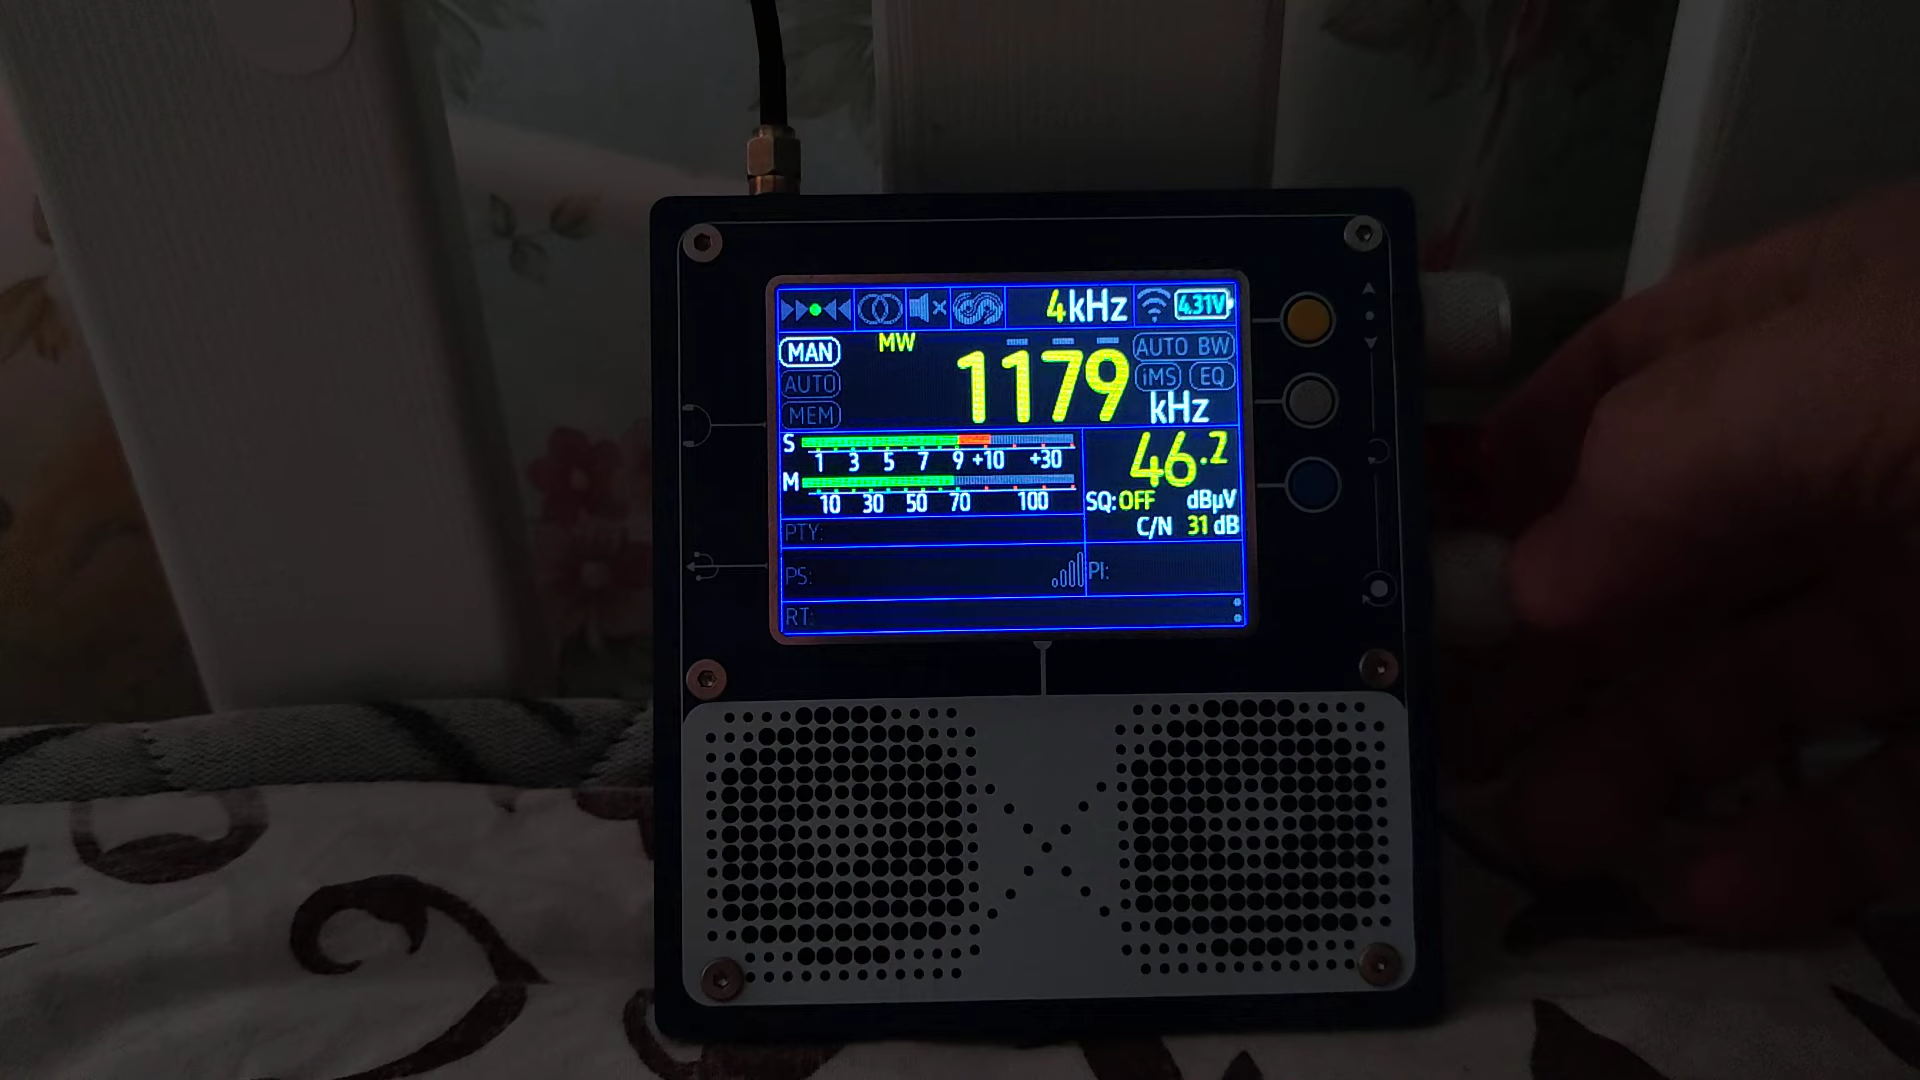 4kHz 4.31V
MAN MW 1179 kHz AUTO BW
AUTO iMS EQ
MEM
S 1 3 5 7 9 +10 +30
M 10 30 50 70 100
46.2 dBµV
SQ:OFF
C/N 31 dB
PTY:
PS: PI:
RT: